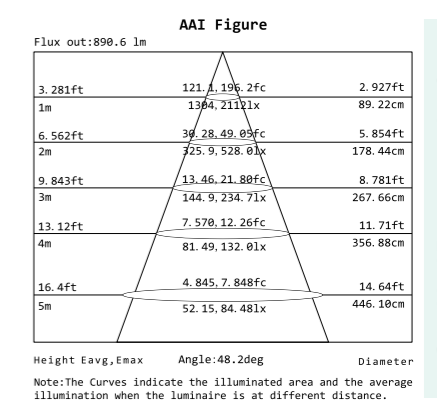 AAI Figure
Flux out:890.6 lm
3.281ft 121.1,196.2fc 2.927ft
1m 1304,2112lx 89.22cm
6.562ft 30.28,49.05fc 5.854ft
2m 325.9,528.0lx 178.44cm
9.843ft 13.46,21.80fc 8.781ft
3m 144.9,234.7lx 267.66cm
13.12ft 7.570,12.26fc 11.71ft
4m 81.49,132.0lx 356.88cm
16.4ft 4.845,7.848fc 14.64ft
5m 52.15,84.48lx 446.10cm
Height Eavg,Emax Angle:48.2deg Diameter
Note:The Curves indicate the illuminated area and the average
illumination when the luminaire is at different distance.